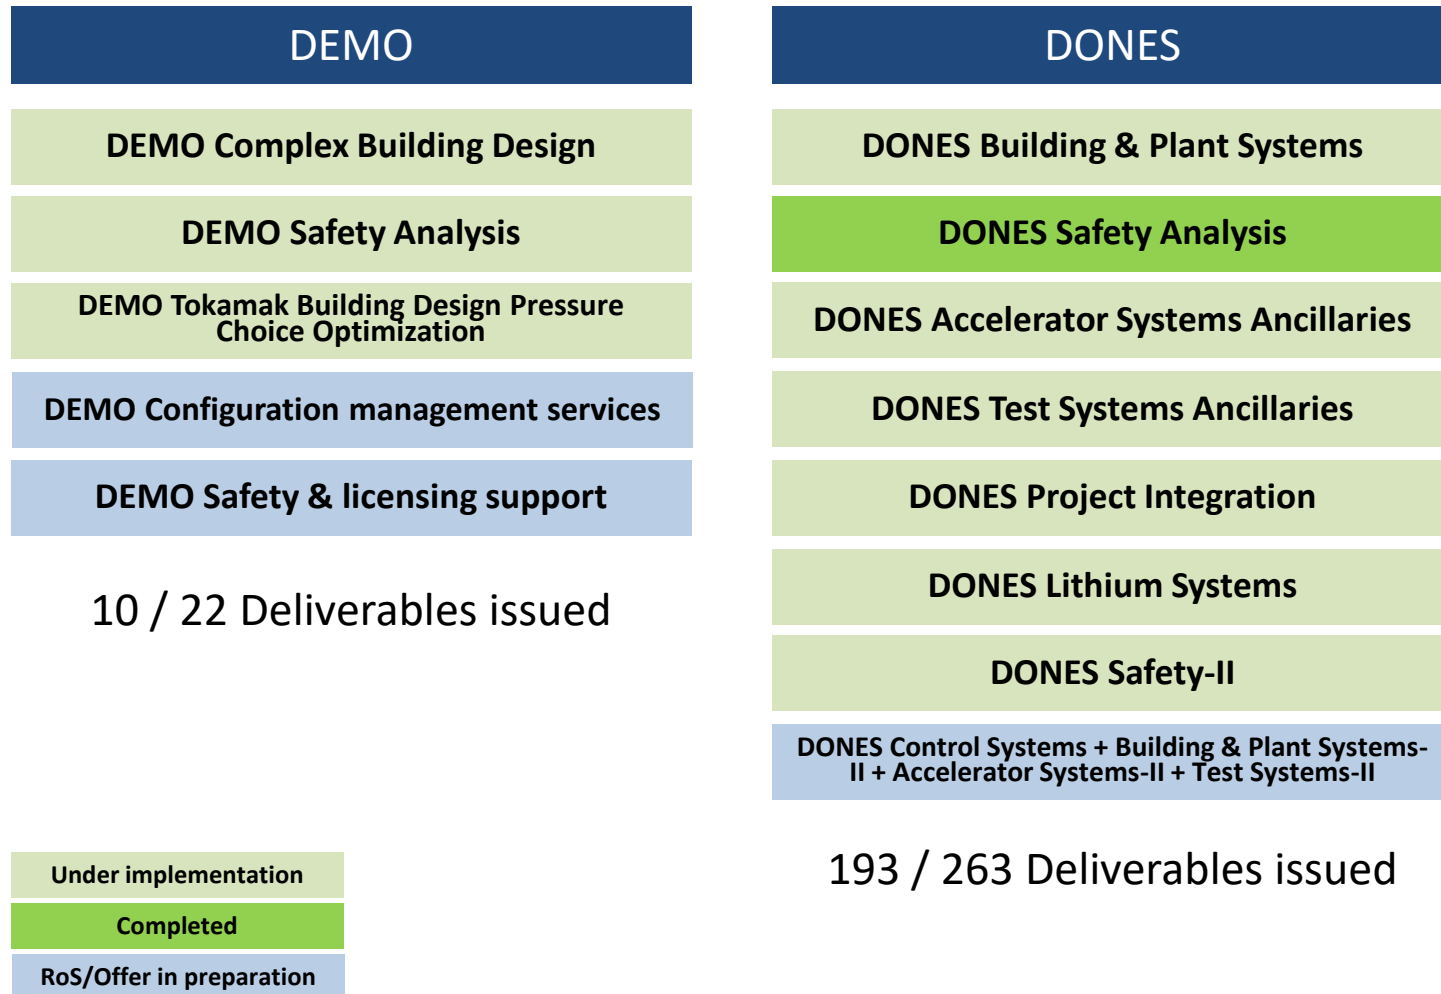 DEMO
DEMO Complex Building Design
DEMO Safety Analysis
DEMO Tokamak Building Design Pressure
Choice Optimization
DEMO Configuration management services
DEMO Safety & licensing support
10 / 22 Deliverables issued
DONES
DONES Building & Plant Systems
DONES Safety Analysis
DONES Accelerator Systems Ancillaries
DONES Test Systems Ancillaries
DONES Project Integration
DONES Lithium Systems
DONES Safety-II
DONES Control Systems + Building & Plant Systems-
II + Accelerator Systems-II + Test Systems-II
193 / 263 Deliverables issued
Under implementation
Completed
RoS/Offer in preparation